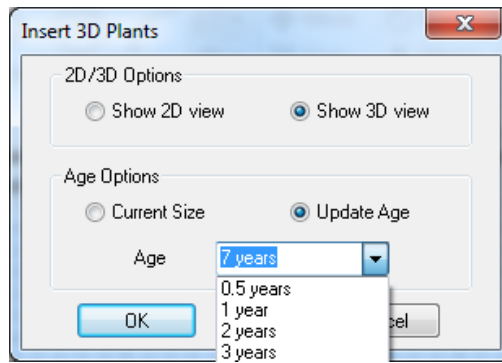 Insert 3D Plants
2D/3D Options
Show 2D view Show 3D view
Age Options
Current Size Update Age
Age 7 years
0.5 years
1 year
OK 2 years
3 years